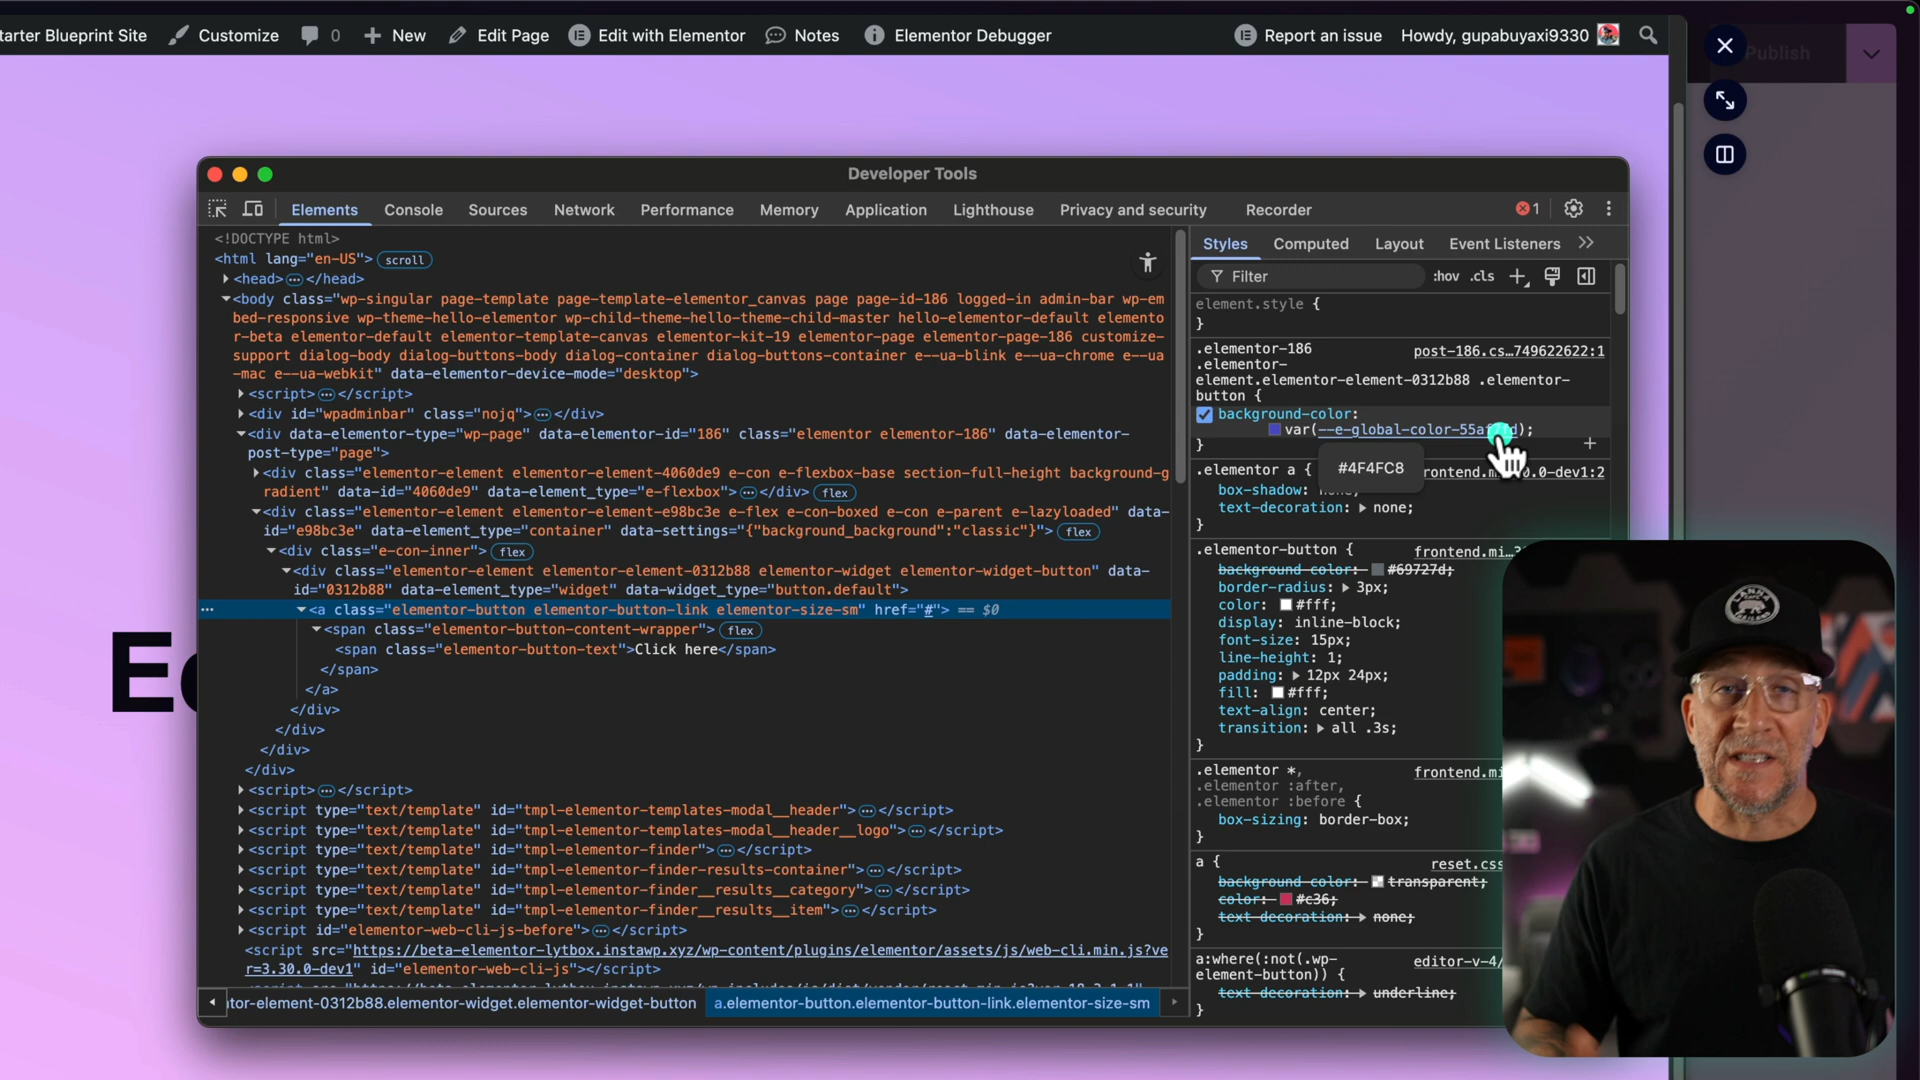 tarter Blueprint Site Customize 0 New Edit Page Edit with Elementor Notes Elementor Debugger Report an issue Howdy, gupabuyaxi9330
Publish
Developer Tools
Elements Console Sources Network Performance Memory Application Lighthouse Privacy and security Recorder 1
<!DOCTYPE html>
<html lang="en-US"> scroll
<head> </head>
<body class="wp-singular page-template page-template-elementor_canvas page page-id-186 logged-in admin-bar wp-em
bed-responsive wp-theme-hello-elementor wp-child-theme-hello-theme-child-master hello-elementor-default elemento
r-beta elementor-default elementor-template-canvas elementor-kit-19 elementor-page elementor-page-186 customize-
support dialog-body dialog-buttons-body dialog-container dialog-buttons-container e--ua-blink e--ua-chrome e--ua
-mac e--ua-webkit" data-elementor-device-mode="desktop">
<script> </script>
<div id="wpadminbar" class="nojq"> </div>
<div data-elementor-type="wp-page" data-elementor-id="186" class="elementor elementor-186" data-elementor-
post-type="page">
<div class="elementor-element elementor-element-4060de9 e-con e-flexbox-base section-full-height background-g
radient" data-id="4060de9" data-element_type="e-flexbox"> </div> flex
<div class="elementor-element elementor-element-e98bc3e e-flex e-con-boxed e-con e-parent e-lazyloaded" data-
id="e98bc3e" data-element_type="container" data-settings="{"background_background":"classic"}"> flex
<div class="e-con-inner"> flex
<div class="elementor-element elementor-element-0312b88 elementor-widget elementor-widget-button" data-
id="0312b88" data-element_type="widget" data-widget_type="button.default">
<a class="elementor-button elementor-button-link elementor-size-sm" href="#"> == $0
<span class="elementor-button-content-wrapper"> flex
<span class="elementor-button-text">Click here</span>
</span>
</a>
</div>
</div>
</div>
</div>
<script> </script>
<script type="text/template" id="tmpl-elementor-templates-modal__header"> </script>
<script type="text/template" id="tmpl-elementor-templates-modal__header__logo"> </script>
<script type="text/template" id="tmpl-elementor-finder"> </script>
<script type="text/template" id="tmpl-elementor-finder-results-container"> </script>
<script type="text/template" id="tmpl-elementor-finder__results__category"> </script>
<script type="text/template" id="tmpl-elementor-finder__results__item"> </script>
<script id="elementor-web-cli-js-before"> </script>
<script src="https://beta-elementor-lytbox.instawp.xyz/wp-content/plugins/elementor/assets/js/web-cli.min.js?ve
r=3.30.0-dev1" id="elementor-web-cli-js"></script>
ntor-element-0312b88.elementor-widget.elementor-widget-button a.elementor-button.elementor-button-link.elementor-size-sm
Styles Computed Layout Event Listeners
Filter :hov .cls
element.style {
}
.elementor-186 post-186.cs…749622622:1
.elementor-
element.elementor-element-0312b88 .elementor-
button {
background-color:
var(--e-global-color-55af7fd);
}
#4F4FC8
.elementor a { frontend.m 0.0-dev1:2
box-shadow: none;
text-decoration: none;
}
.elementor-button { frontend.mi…3
background-color: #69727d;
border-radius: 3px;
color: #fff;
display: inline-block;
font-size: 15px;
line-height: 1;
padding: 12px 24px;
fill: #fff;
text-align: center;
transition: all .3s;
}
.elementor *, frontend.mi
.elementor :after,
.elementor :before {
box-sizing: border-box;
}
a { reset.css
background-color: transparent;
color: #c36;
text-decoration: none;
}
a:where(:not(.wp- editor-v-4/
element-button)) {
text-decoration: underline;
}
E